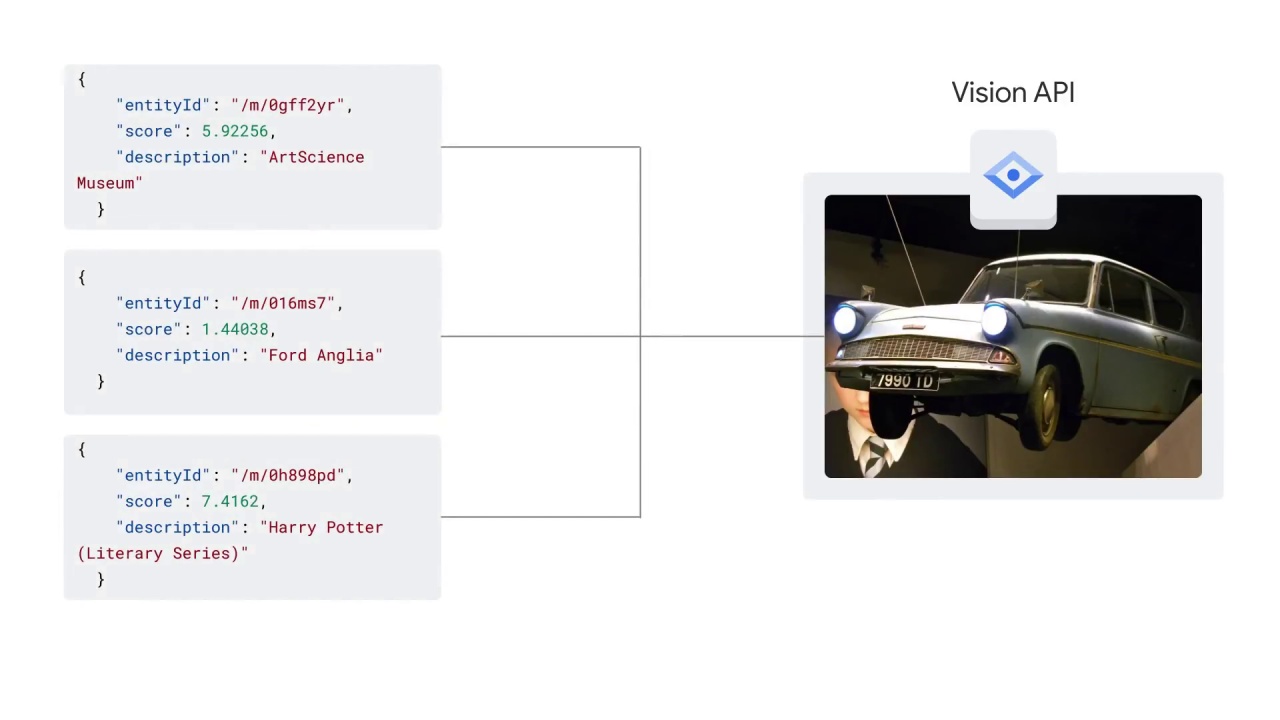 {
"entityId": "/m/0gff2yr",
"score": 5.92256,
"description": "ArtScience
Museum"
}
{
"entityId": "/m/016ms7",
"score": 1.44038,
"description": "Ford Anglia"
}
{
"entityId": "/m/0h898pd",
"score": 7.4162,
"description": "Harry Potter
(Literary Series)"
}
Vision API
7990 TD